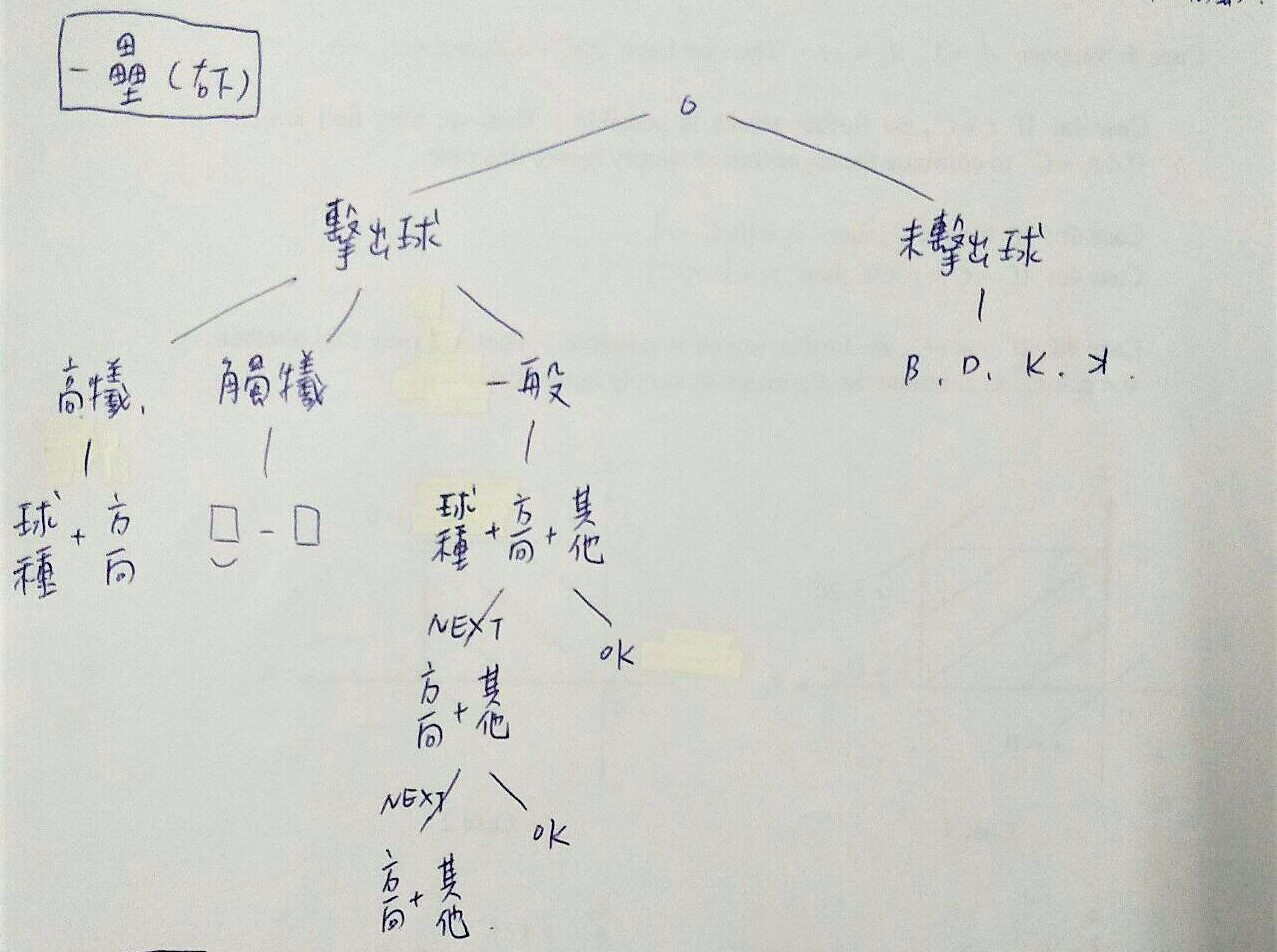 一壘(右下)
擊出球 未擊出球
高犧, 觸犧 一般 B. D. K. ꓘ.
球種 + 方向 □ - □ 球種 + 方向 + 其他
NEXT OK
方向 + 其他
NEXT OK
方向 + 其他.